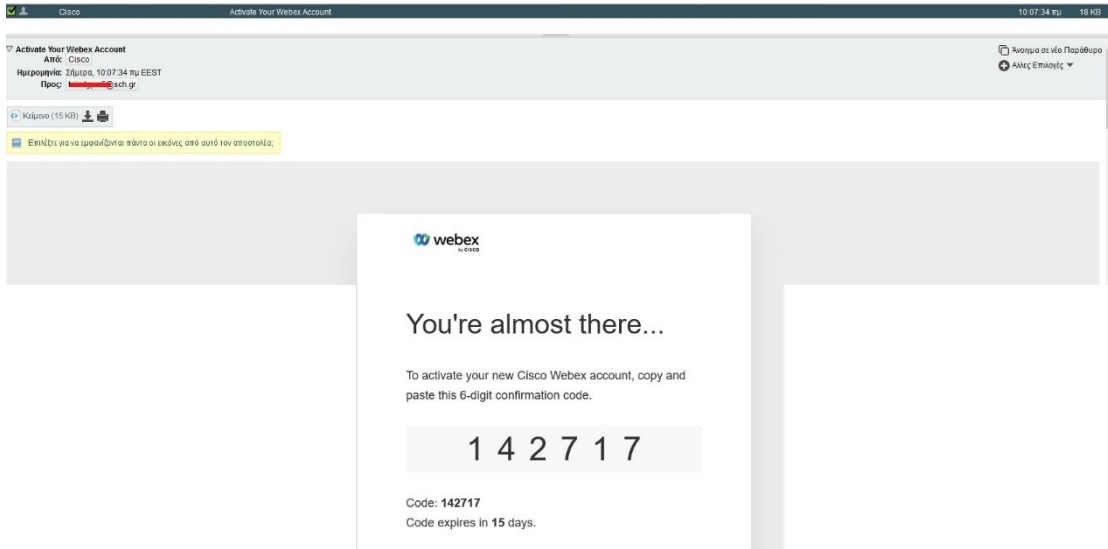 Cisco Activate Your Webex Account 10:07:34 πμ 18 KB
Activate Your Webex Account
Από: Cisco
Ημερομηνία: Σήμερα, 10:07:34 πμ EEST
Προς: @sch.gr
Άνοιγμα σε νέο Παράθυρο
Άλλες Επιλογές
Κείμενο (15 KB)
Επιλέξτε για να εμφανίζονται πάντα οι εικόνες από αυτό τον αποστολέα;
webex
by CISCO
You're almost there...
To activate your new Cisco Webex account, copy and
paste this 6-digit confirmation code.
1 4 2 7 1 7
Code: 142717
Code expires in 15 days.